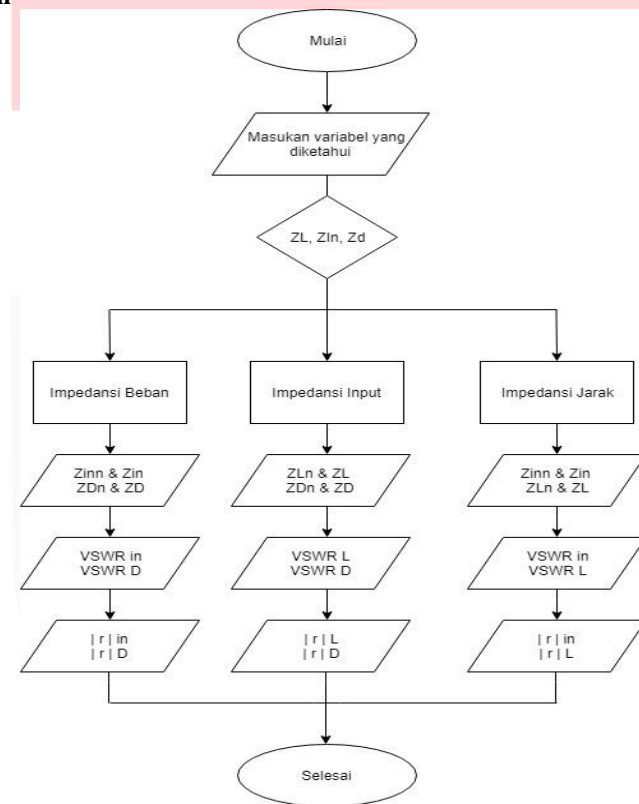 Mulai
Masukan variabel yang
diketahui
ZL, ZIn, Zd
Impedansi Beban
Impedansi Input
Impedansi Jarak
Zinn & Zin
ZDn & ZD
ZLn & ZL
ZDn & ZD
Zinn & Zin
ZLn & ZL
VSWR in
VSWR D
VSWR L
VSWR D
VSWR in
VSWR L
| r | in
| r | D
| r | L
| r | D
| r | in
| r | L
Selesai